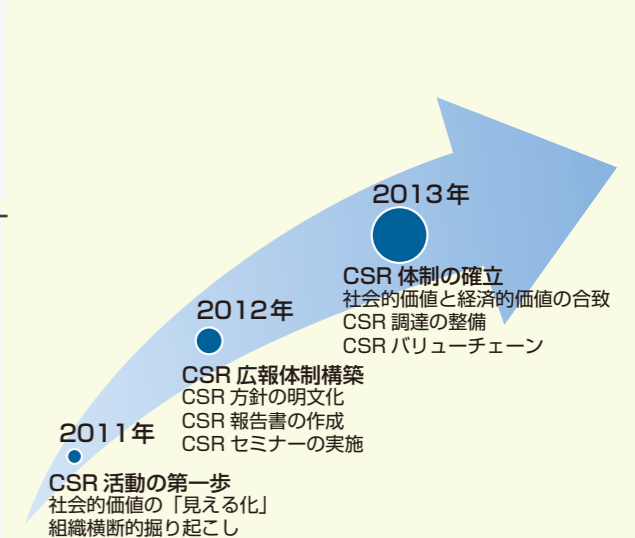 2013年
CSR 体制の確立
社会的価値と経済的価値の合致
CSR 調達の整備
CSR バリューチェーン
2012年
CSR 広報体制構築
CSR 方針の明文化
CSR 報告書の作成
CSR セミナーの実施
2011年
CSR 活動の第一歩
社会的価値の「見える化」
組織横断的掘り起こし